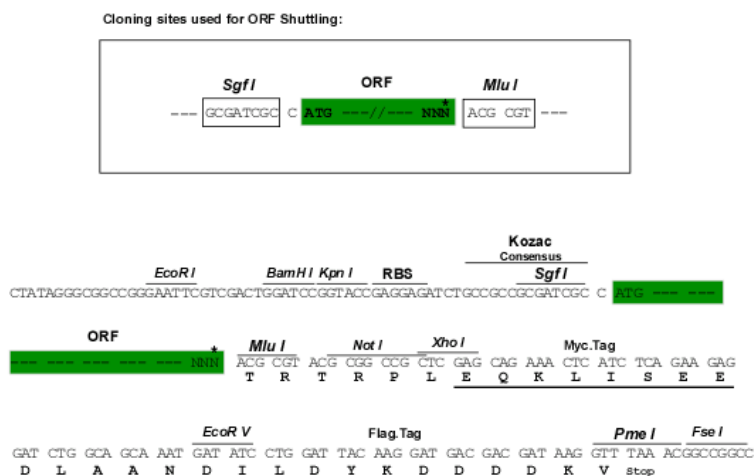 Cloning sites used for ORF Shuttling:
Sgf I ORF Mlu I
*
--- GCGATCGC C ATG ---//--- NNN ACG CGT ---
Kozac
Consensus
EcoR I BamH I Kpn I RBS Sgf I
CTATAGGGCGGCCGGGAATTCGTCGACTGGATCCGGTACCGAGGAGATCTGCCGCCGCGATCGC C ATG --- ---
ORF
* Mlu I Not I Xho I Myc.Tag
--- --- --- --- --- --- NNN ACG CGT ACG CGG CCG CTC GAG CAG AAA CTC ATC TCA GAA GAG
T R T R P L E Q K L I S E E
EcoR V Flag.Tag Pme I Fse I
GAT CTG GCA GCA AAT GAT ATC CTG GAT TAC AAG GAT GAC GAC GAT AAG GTT TAA ACGGCCGGCC
D L A A N D I L D Y K D D D D K V Stop